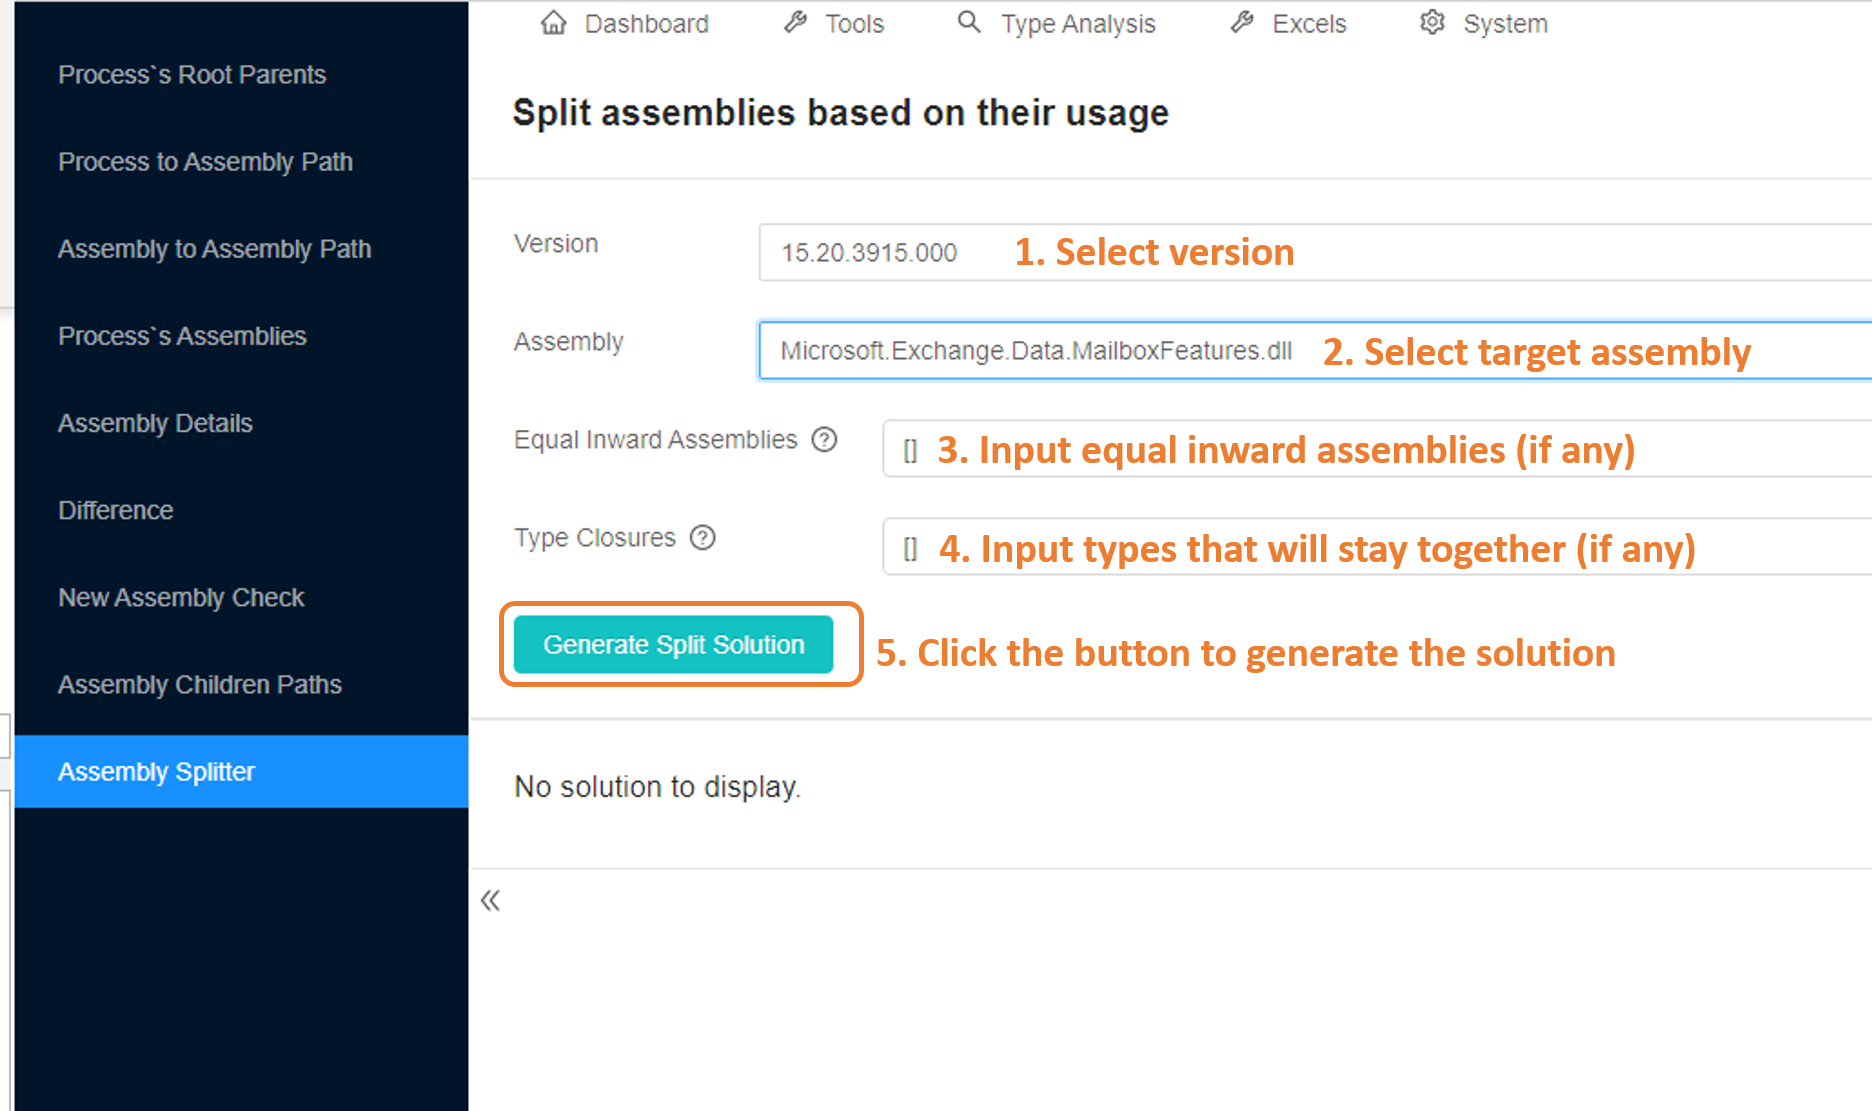 Dashboard Tools Type Analysis Excels System
Process`s Root Parents
Process to Assembly Path
Assembly to Assembly Path
Process`s Assemblies
Assembly Details
Difference
New Assembly Check
Assembly Children Paths
Assembly Splitter
Split assemblies based on their usage
Version 15.20.3915.000 1. Select version
Assembly Microsoft.Exchange.Data.MailboxFeatures.dll 2. Select target assembly
Equal Inward Assemblies ? [] 3. Input equal inward assemblies (if any)
Type Closures ? [] 4. Input types that will stay together (if any)
Generate Split Solution 5. Click the button to generate the solution
No solution to display.